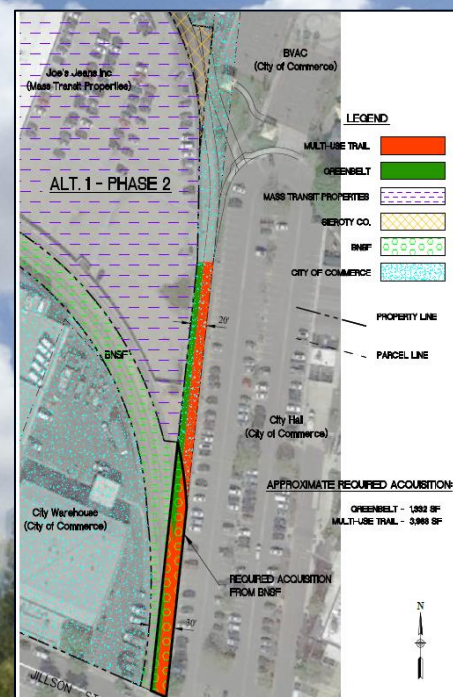 Joe's Jeans Inc
(Mass Transit Properties)
BVAC
(City of Commerce)
ALT. 1 - PHASE 2
LEGEND
MULTI-USE TRAIL
GREENBELT
MASS TRANSIT PROPERTIES
SIEROTY CO.
BNSF
CITY OF COMMERCE
PROPERTY LINE
PARCEL LINE
20'
BNSF
City Hall
(City of Commerce)
City Warehouse
(City of Commerce)
APPROXIMATE REQUIRED ACQUISITION:
GREENBELT - 1,332 SF
MULTI-USE TRAIL - 3,988 SF
REQUIRED ACQUISITION
FROM BNSF
30'
N
JILLSON